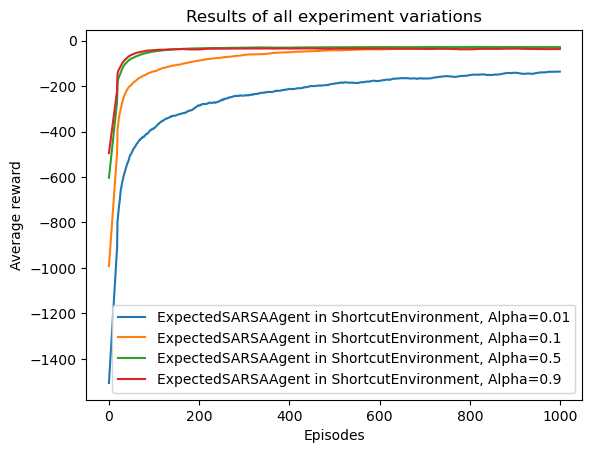 Results of all experiment variations
0
−200
−400
−600
−800
−1000
−1200
−1400
Average reward
ExpectedSARSAAgent in ShortcutEnvironment, Alpha=0.01
ExpectedSARSAAgent in ShortcutEnvironment, Alpha=0.1
ExpectedSARSAAgent in ShortcutEnvironment, Alpha=0.5
ExpectedSARSAAgent in ShortcutEnvironment, Alpha=0.9
0 200 400 600 800 1000
Episodes